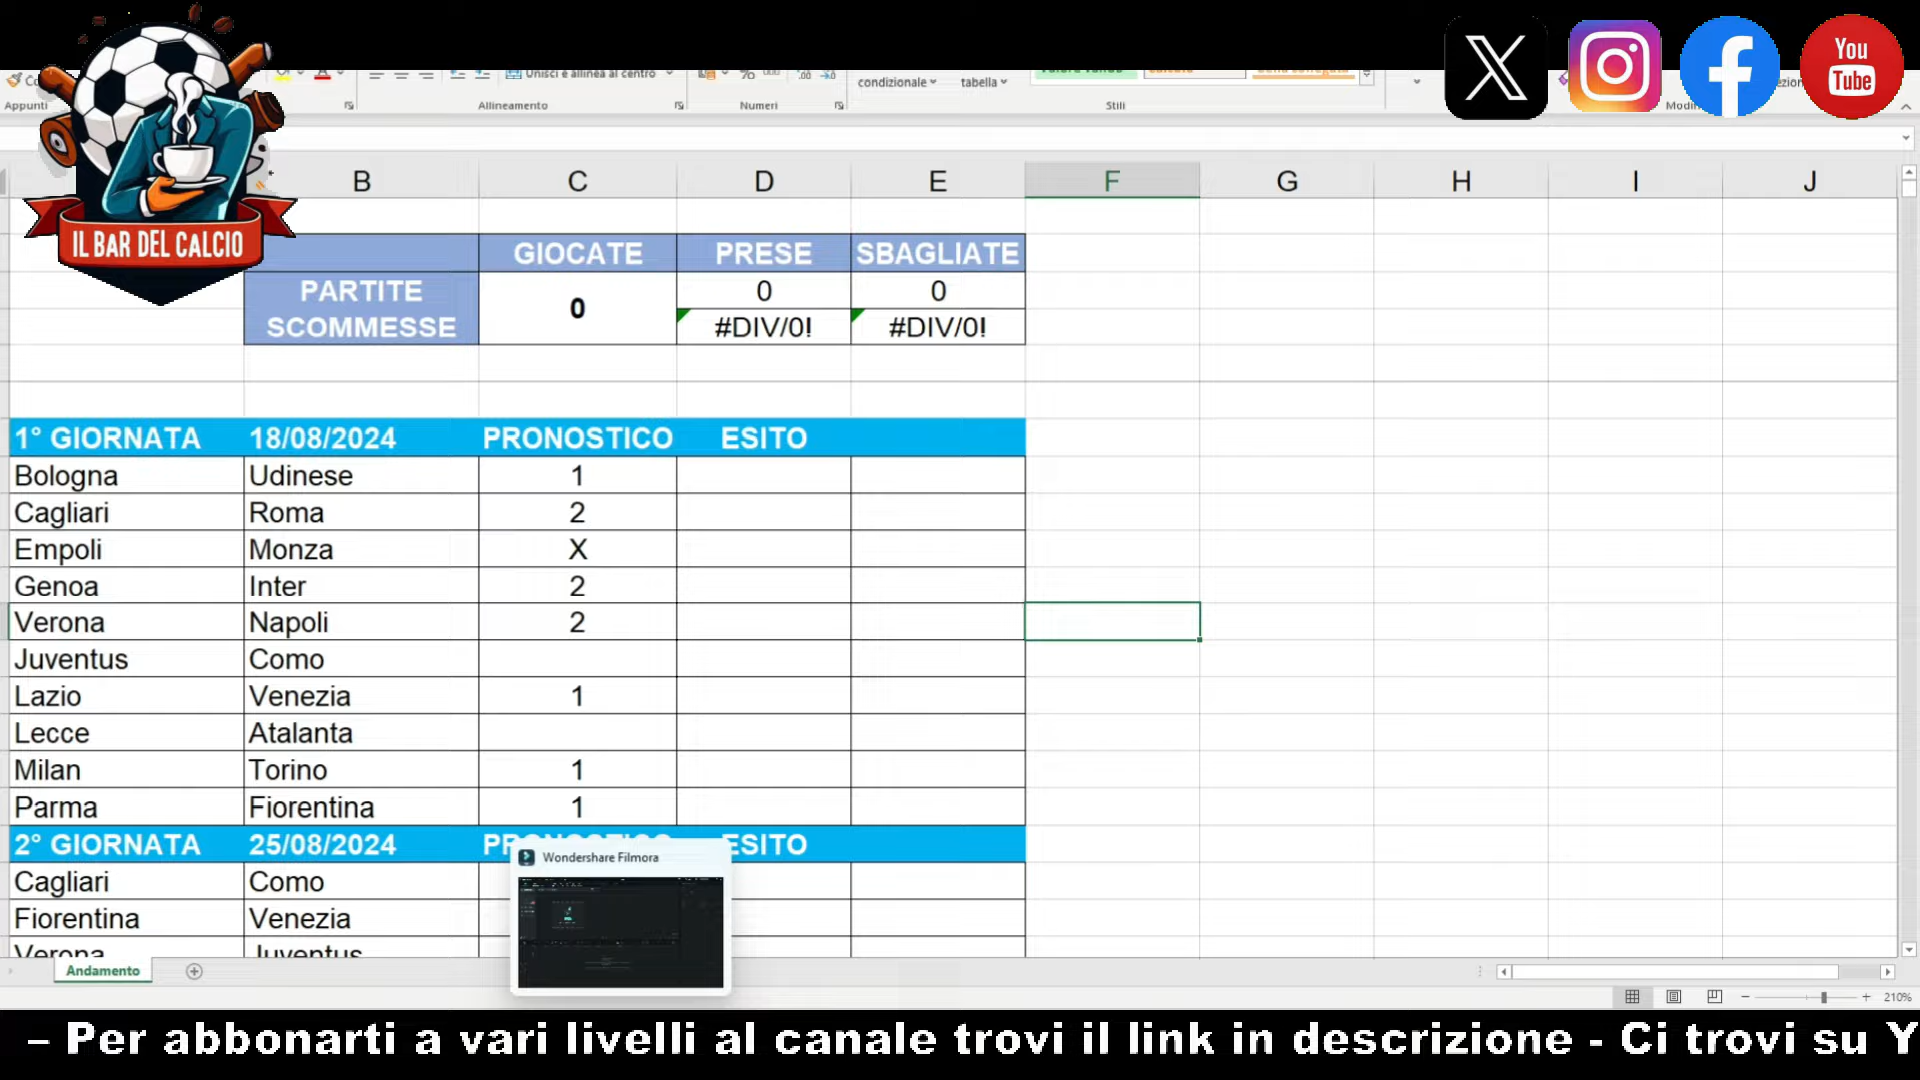 Appunti
Unisci e allinea al centro
Allineamento
%
000
Numeri
condizionale
tabella
Stili
X
f
You
Tube
IL BAR DEL CALCIO
B C D E F G H I J
GIOCATE PRESE SBAGLIATE
PARTITE SCOMMESSE 0 0 0
#DIV/0! #DIV/0!
1° GIORNATA 18/08/2024 PRONOSTICO ESITO
Bologna Udinese 1
Cagliari Roma 2
Empoli Monza X
Genoa Inter 2
Verona Napoli 2
Juventus Como
Lazio Venezia 1
Lecce Atalanta
Milan Torino 1
Parma Fiorentina 1
2° GIORNATA 25/08/2024 PRONOSTICO ESITO
Wondershare Filmora
Cagliari Como
Fiorentina Venezia
Verona Juventus
Andamento
210%
– Per abbonarti a vari livelli al canale trovi il link in descrizione - Ci trovi su Y